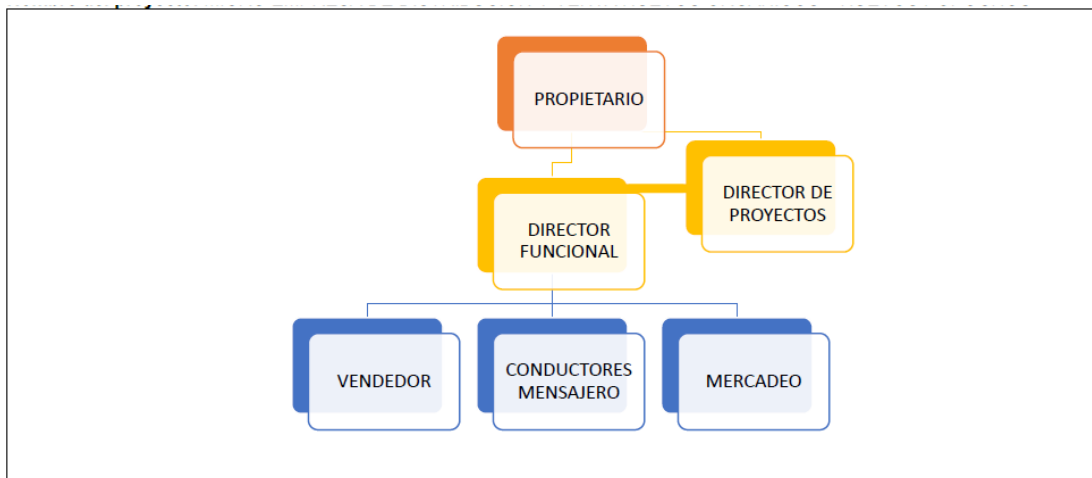 PROPIETARIO
DIRECTOR DE
PROYECTOS
DIRECTOR
FUNCIONAL
VENDEDOR
CONDUCTORES
MENSAJERO
MERCADEO